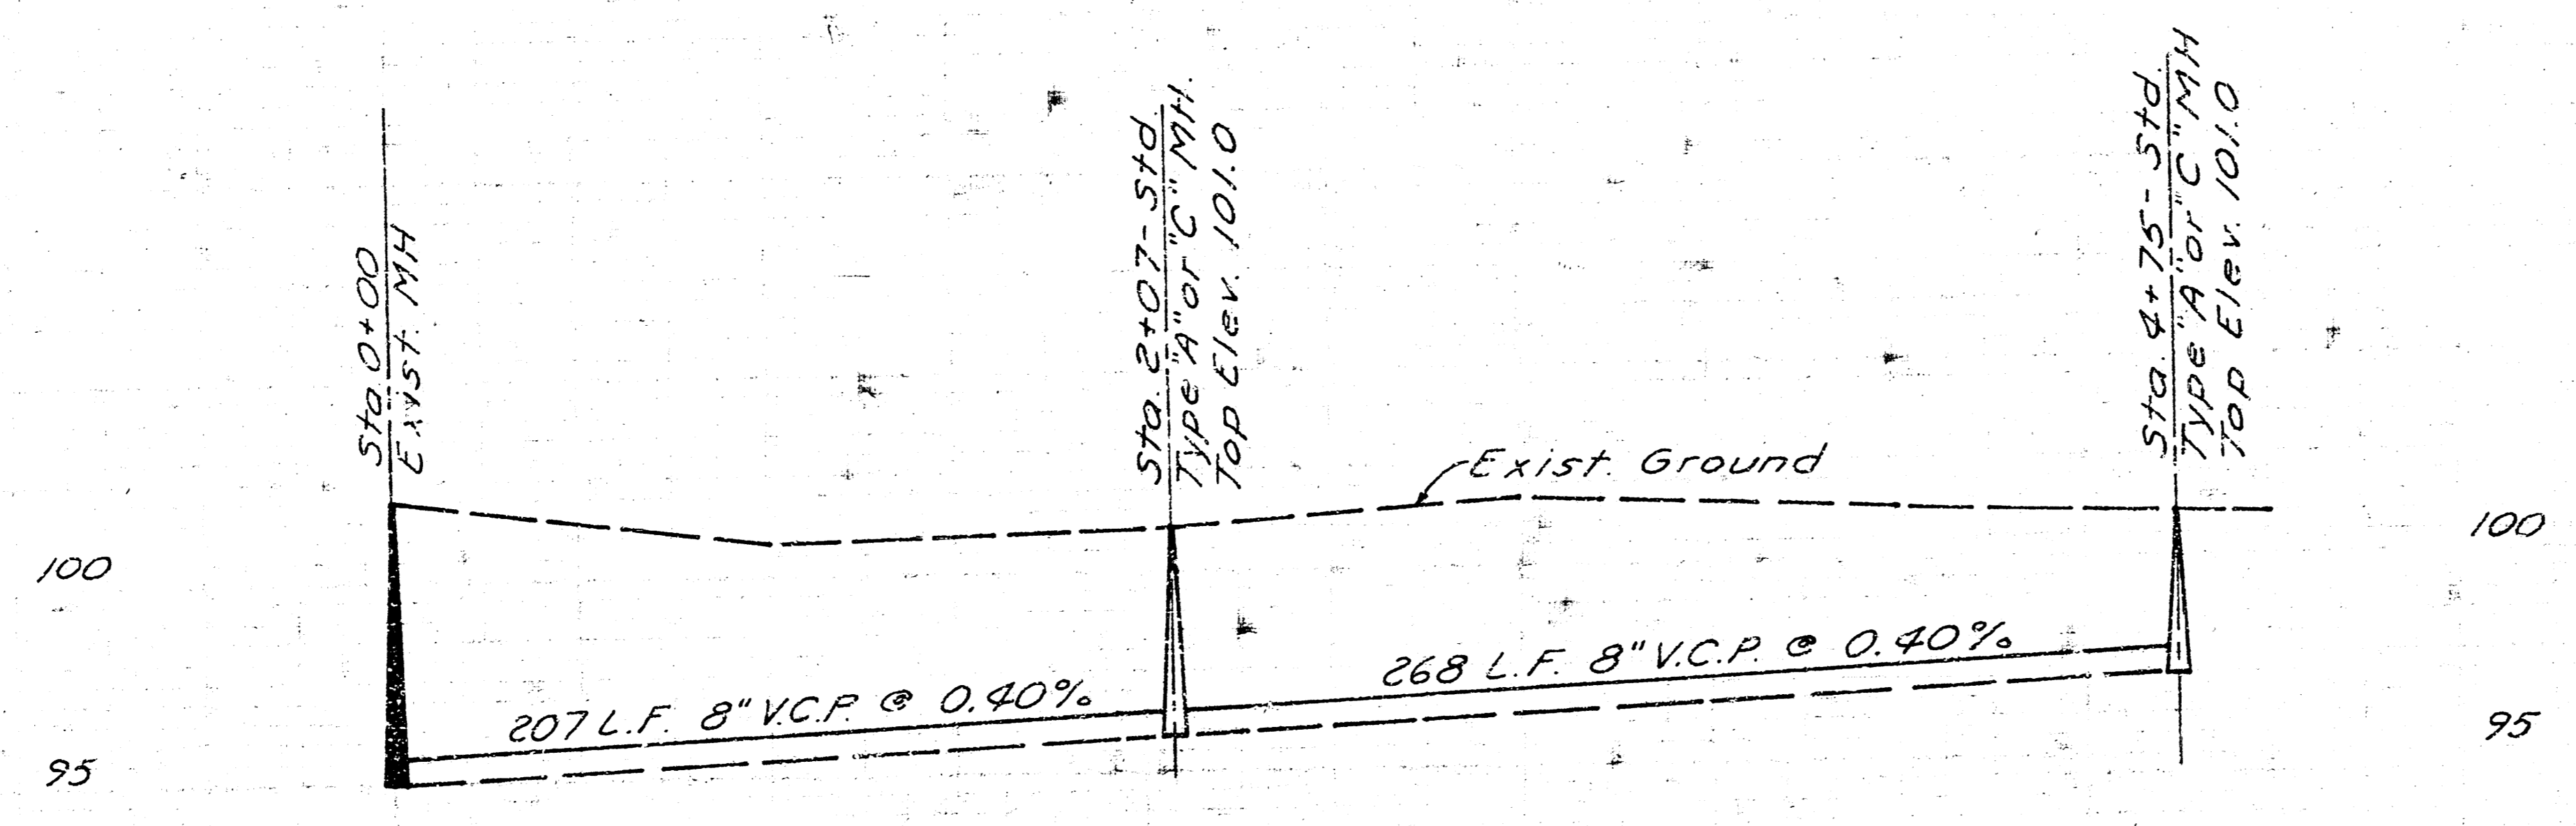 Sta. 0+00
Exist. MH
Sta. 2+07- Std.
Type "A" or "C" MH.
Top Elev. 101.0
Sta. 4+75- Std.
Type "A" or "C" MH
Top Elev. 101.0
Exist. Ground
100
100
268 L.F. 8" V.C.P. @ 0.40%
207 L.F. 8" V.C.P. @ 0.40%
95
95